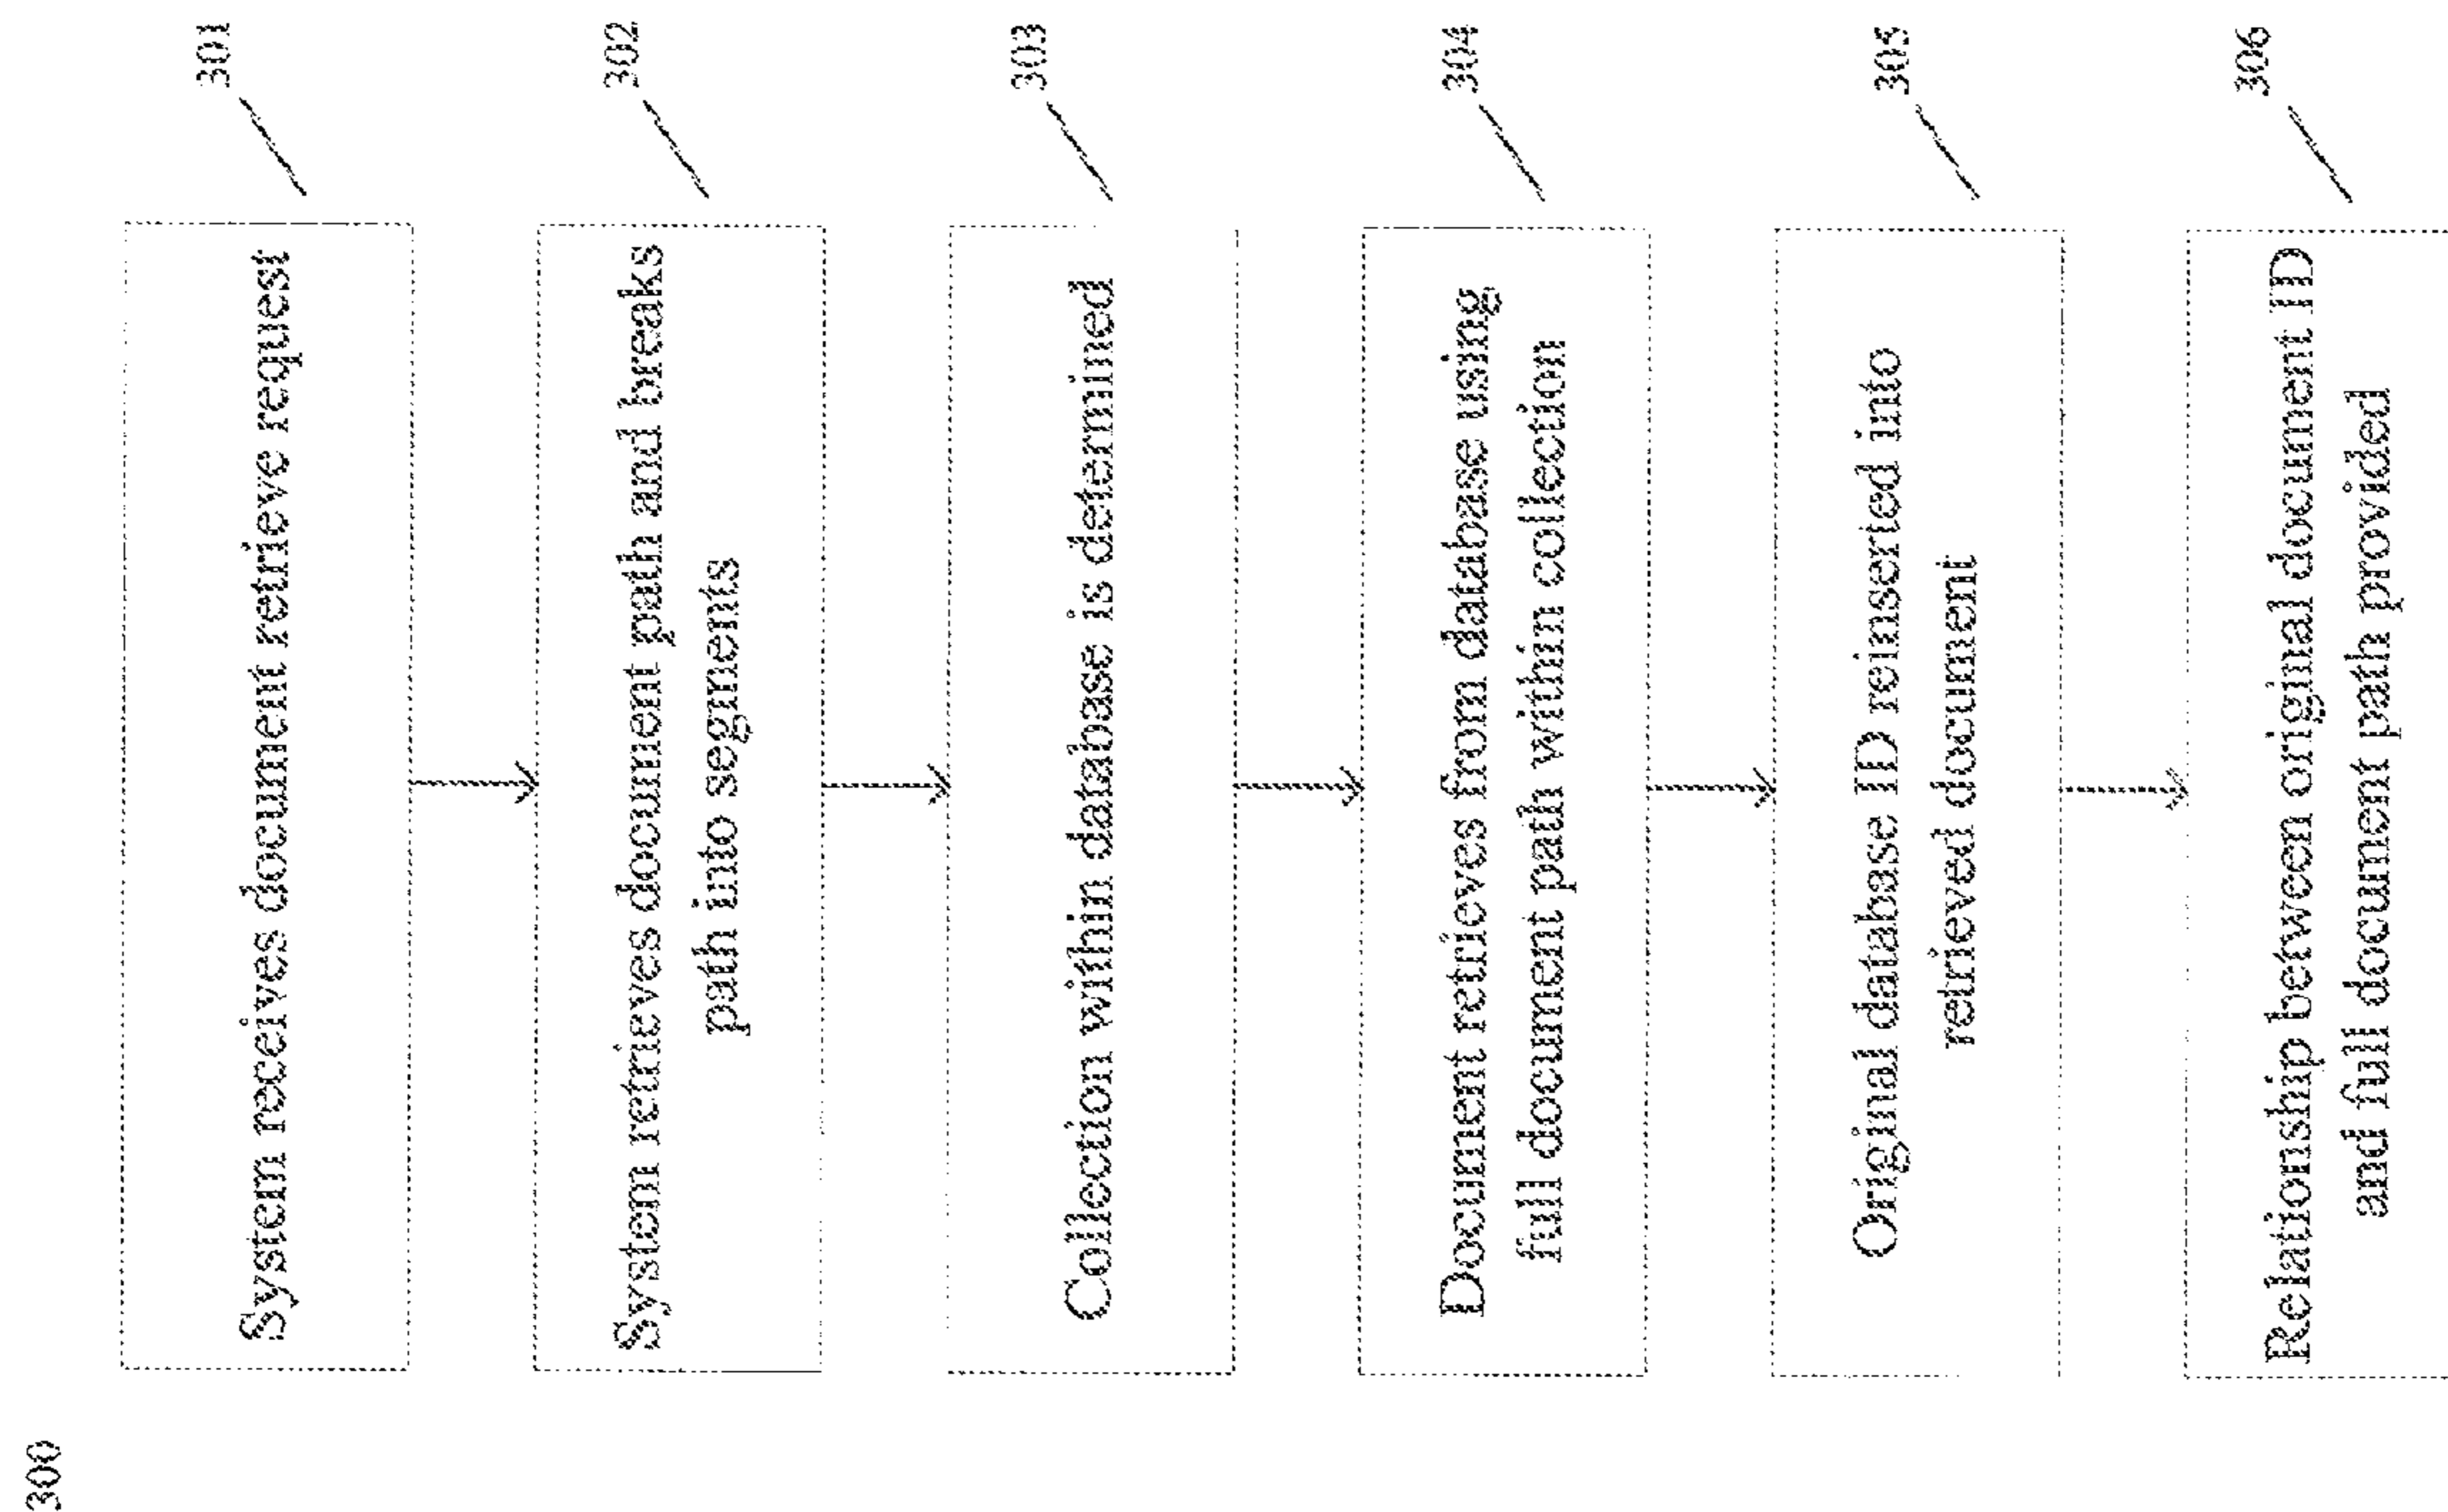 300
System receives document retrieve request
301
System retrieves document path and breaks
path into segments
302
Collection within database is determined
303
Document retrieves from database using
full document path within collection
304
Original database ID reinserted into
retrieved document
305
Relationship between original document ID
and full document path provided
306